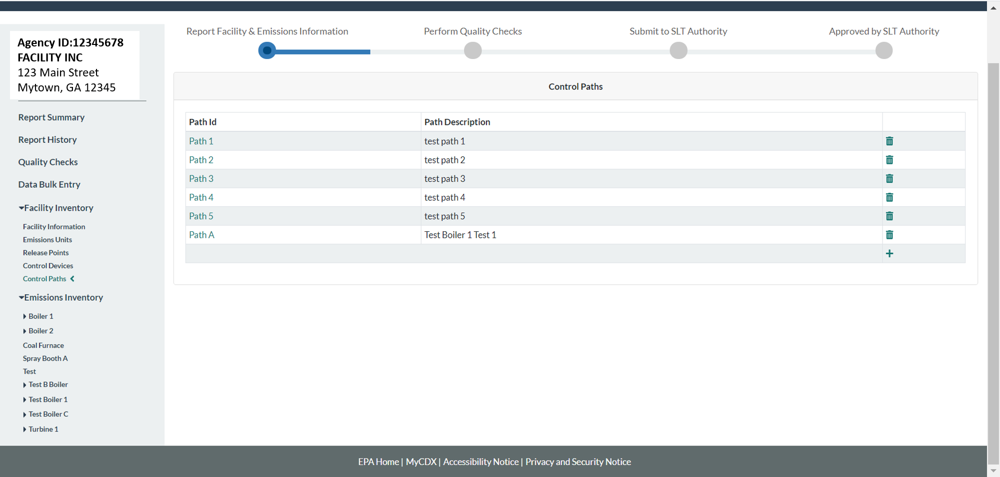 Report Facility & Emissions Information
Perform Quality Checks
Submit to SLT Authority
Approved by SLT Authority
Agency ID:12345678
FACILITY INC
123 Main Street
Mytown, GA 12345
Report Summary
Report History
Quality Checks
Data Bulk Entry
Facility Inventory
Facility Information
Emissions Units
Release Points
Control Devices
Control Paths
Emissions Inventory
Boiler 1
Boiler 2
Coal Furnace
Spray Booth A
Test
Test B Boiler
Test Boiler 1
Test Boiler C
Turbine 1
Control Paths
Path Id Path Description
Path 1 test path 1
Path 2 test path 2
Path 3 test path 3
Path 4 test path 4
Path 5 test path 5
Path A Test Boiler 1 Test 1
EPA Home | MyCDX | Accessibility Notice | Privacy and Security Notice